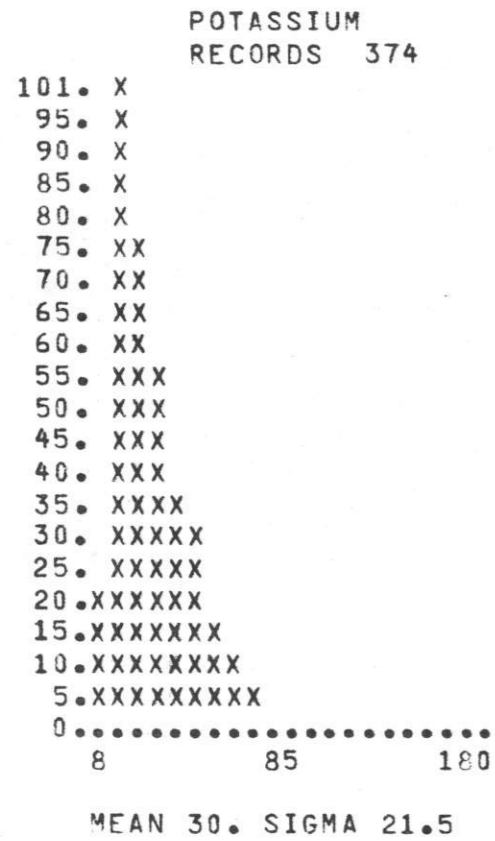 POTASSIUM
RECORDS 374
101. X
95. X
90. X
85. X
80. X
75. XX
70. XX
65. XX
60. XX
55. XXX
50. XXX
45. XXX
40. XXX
35. XXXX
30. XXXXX
25. XXXXX
20.XXXXXX
15.XXXXXXX
10.XXXXXXXX
5.XXXXXXXXX
0......................
8 85 180
MEAN 30. SIGMA 21.5